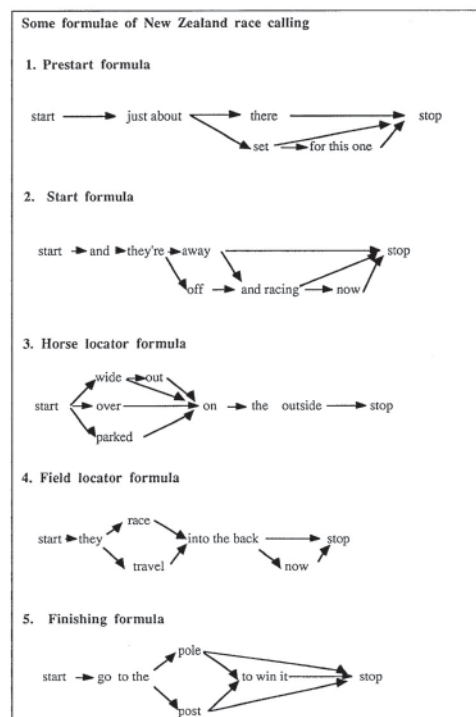 Some formulae of New Zealand race calling
1. Prestart formula
start just about there stop
set for this one
2. Start formula
start and they're away stop
off and racing now
3. Horse locator formula
wide out
start over on the outside stop
parked
4. Field locator formula
race
start they into the back stop
travel now
5. Finishing formula
pole
start go to the to win it stop
post